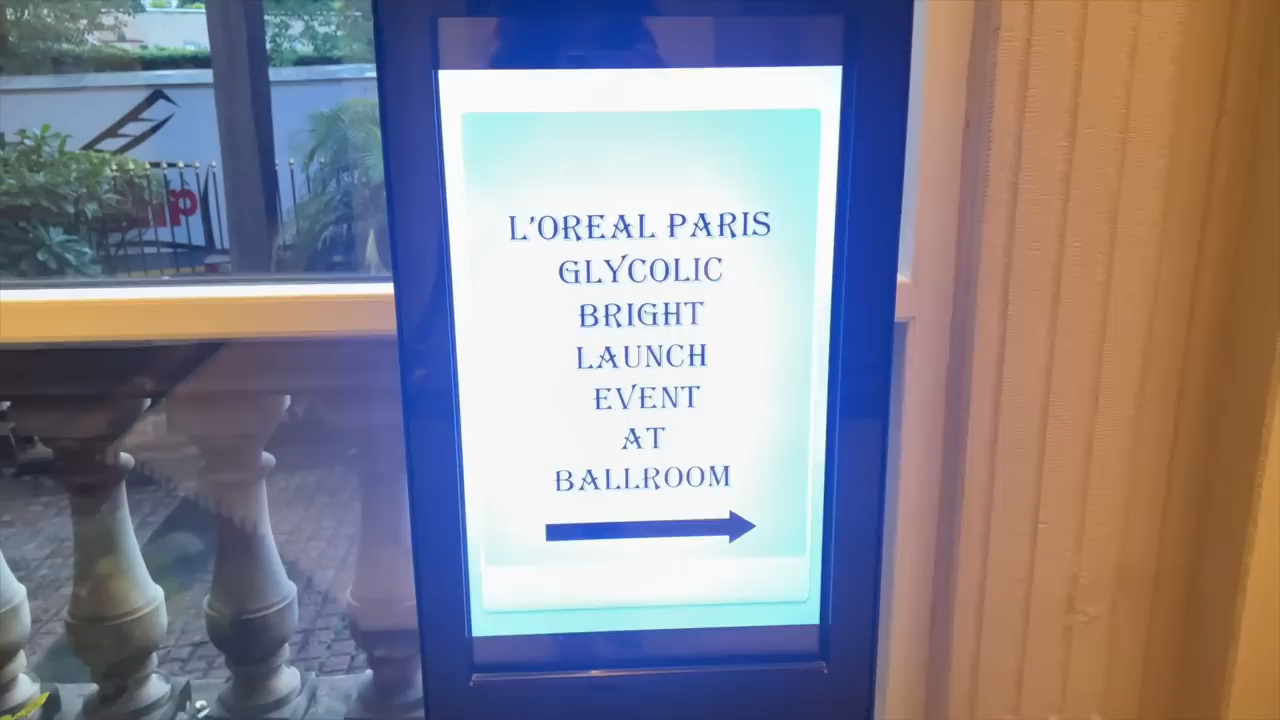 L'OREAL PARIS
GLYCOLIC
BRIGHT
LAUNCH
EVENT
AT
BALLROOM